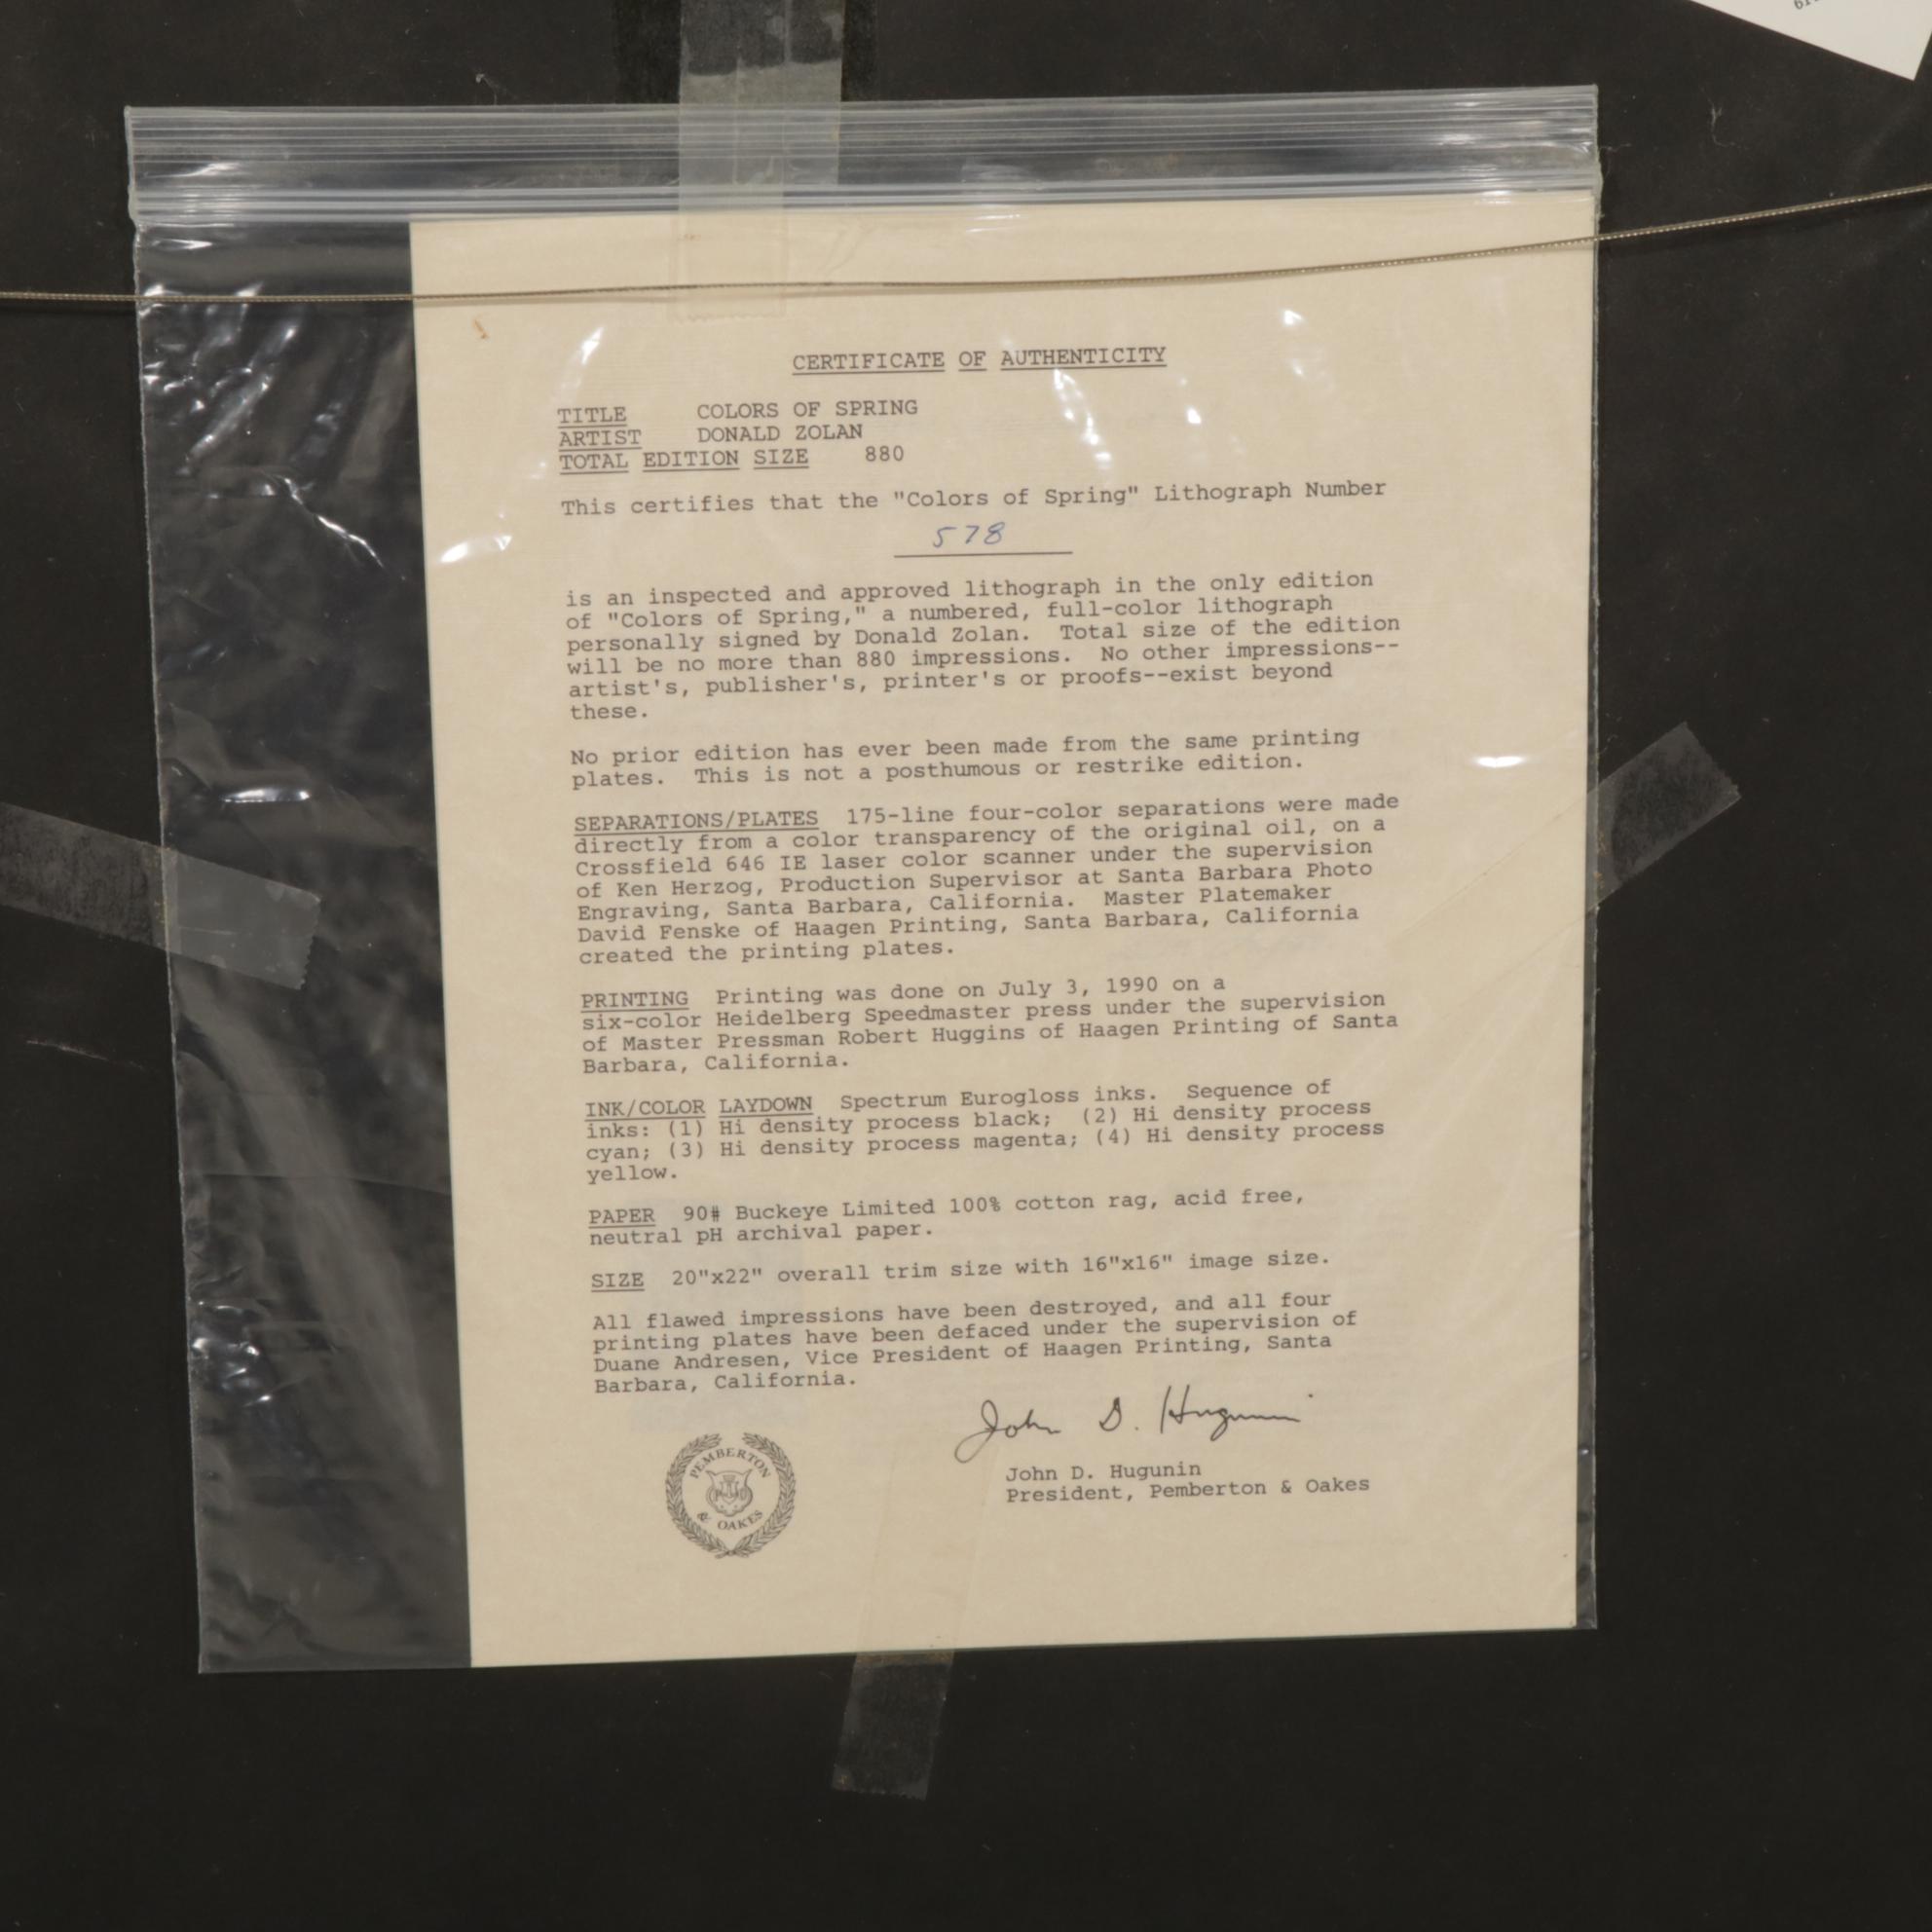 CERTIFICATE OF AUTHENTICITY
TITLE COLORS OF SPRING
ARTIST DONALD ZOLAN
TOTAL EDITION SIZE 880
This certifies that the "Colors of Spring" Lithograph Number
578
is an inspected and approved lithograph in the only edition
of "Colors of Spring," a numbered, full-color lithograph
personally signed by Donald Zolan. Total size of the edition
will be no more than 880 impressions. No other impressions--
artist's, publisher's, printer's or proofs--exist beyond
these.
No prior edition has ever been made from the same printing
plates. This is not a posthumous or restrike edition.
SEPARATIONS/PLATES 175-line four-color separations were made
directly from a color transparency of the original oil, on a
Crossfield 646 IE laser color scanner under the supervision
of Ken Herzog, Production Supervisor at Santa Barbara Photo
Engraving, Santa Barbara, California. Master Platemaker
David Fenske of Haagen Printing, Santa Barbara, California
created the printing plates.
PRINTING Printing was done on July 3, 1990 on a
six-color Heidelberg Speedmaster press under the supervision
of Master Pressman Robert Huggins of Haagen Printing of Santa
Barbara, California.
INK/COLOR LAYDOWN Spectrum Eurogloss inks. Sequence of
inks: (1) Hi density process black; (2) Hi density process
cyan; (3) Hi density process magenta; (4) Hi density process
yellow.
PAPER 90# Buckeye Limited 100% cotton rag, acid free,
neutral pH archival paper.
SIZE 20"x22" overall trim size with 16"x16" image size.
All flawed impressions have been destroyed, and all four
printing plates have been defaced under the supervision of
Duane Andresen, Vice President of Haagen Printing, Santa
Barbara, California.
John D. Hugunin
John D. Hugunin
President, Pemberton & Oakes
PEMBERTON
& OAKES